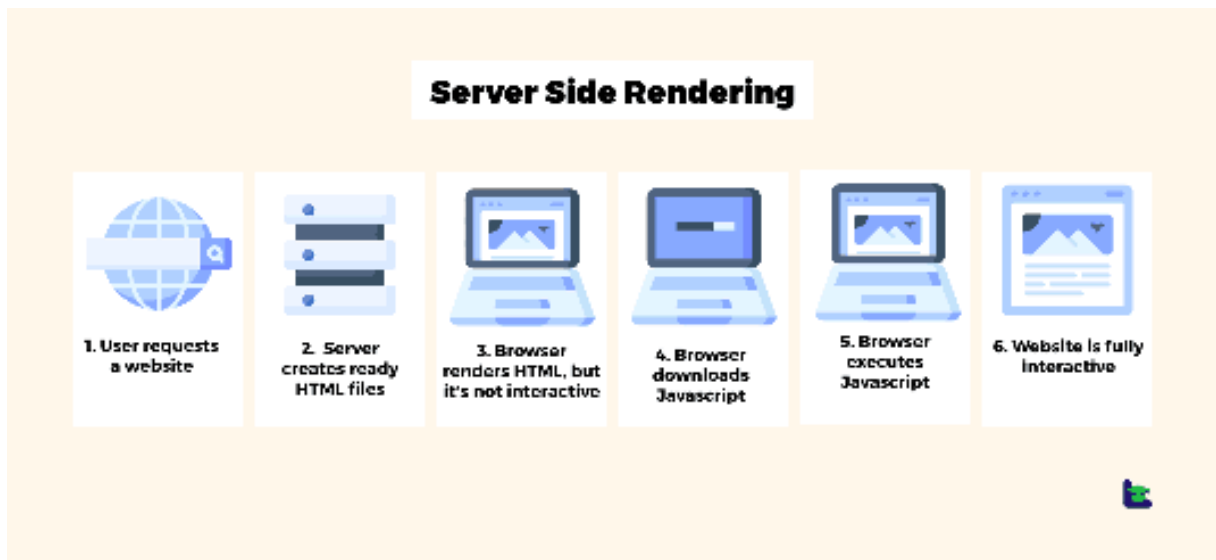 Server Side Rendering
1. User requests
a website
2. Server
creates ready
HTML files
3. Browser
renders HTML, but
it's not interactive
4. Browser
downloads
Javascript
5. Browser
executes
Javascript
6. Website is fully
interactive